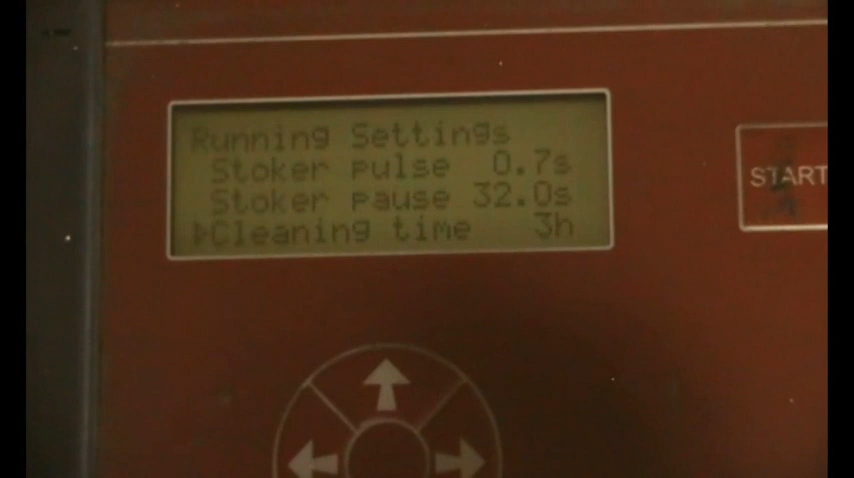 Running Settings
Stoker pulse 0.7s
Stoker pause 32.0s
Cleaning time 3h
START